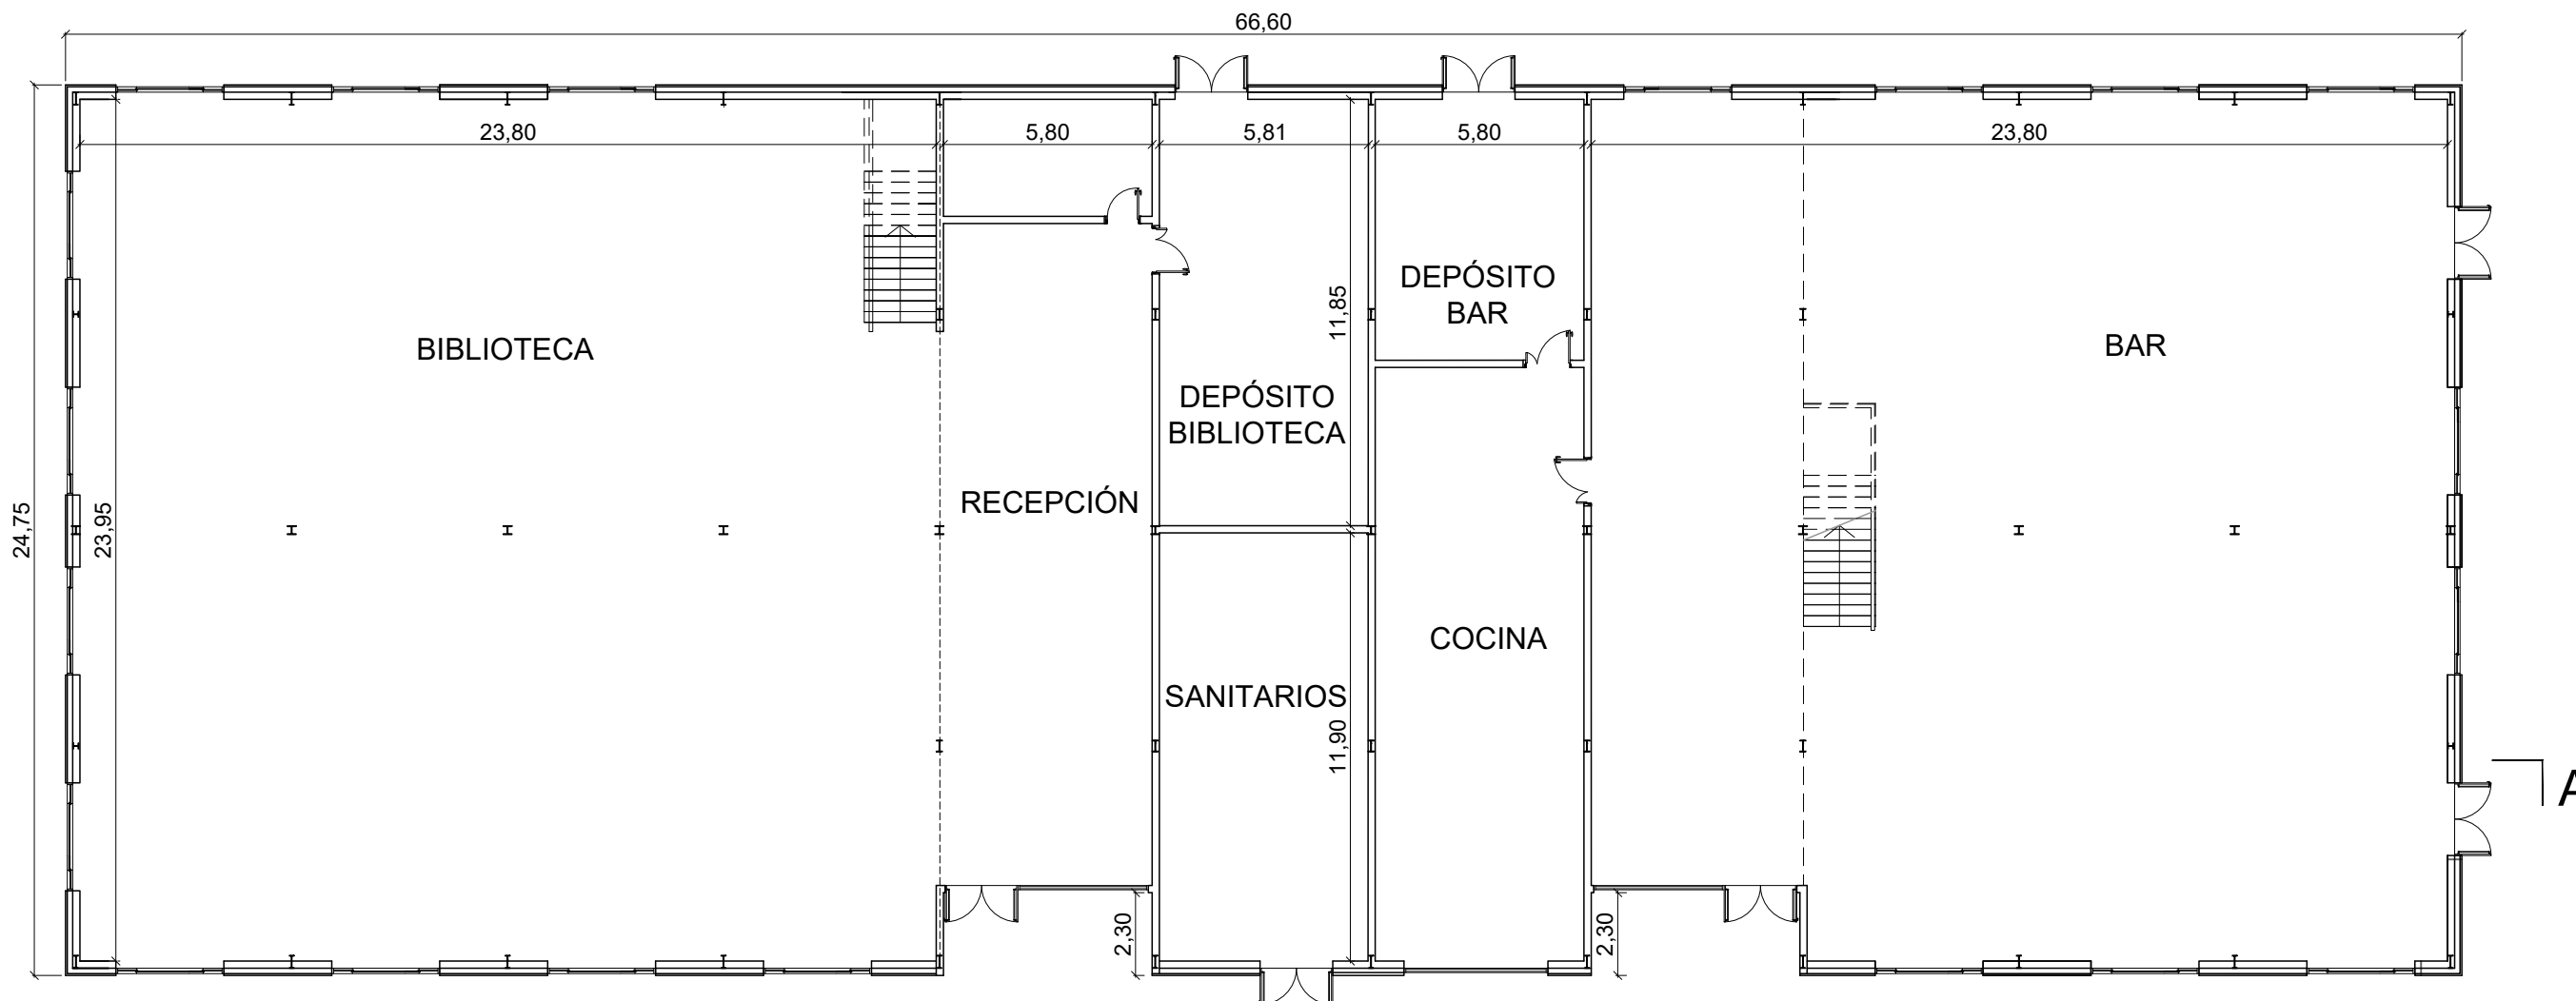 66,60
23,80
5,80
5,81
5,80
23,80
DEPÓSITO
BAR
11,85
BIBLIOTECA
BAR
DEPÓSITO
BIBLIOTECA
RECEPCIÓN
24,75
23,95
COCINA
SANITARIOS
11,90
A
2,30
2,30